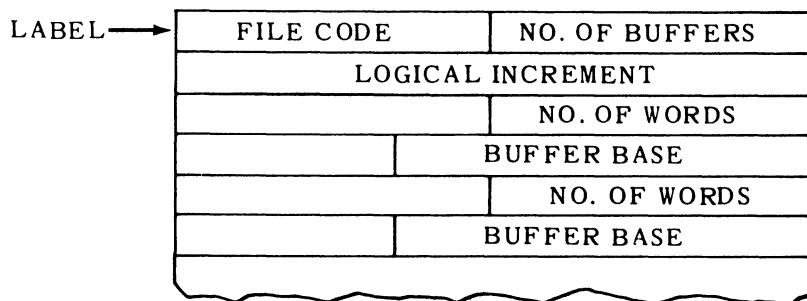 LABEL FILE CODE NO. OF BUFFERS
LOGICAL INCREMENT
NO. OF WORDS
BUFFER BASE
NO. OF WORDS
BUFFER BASE